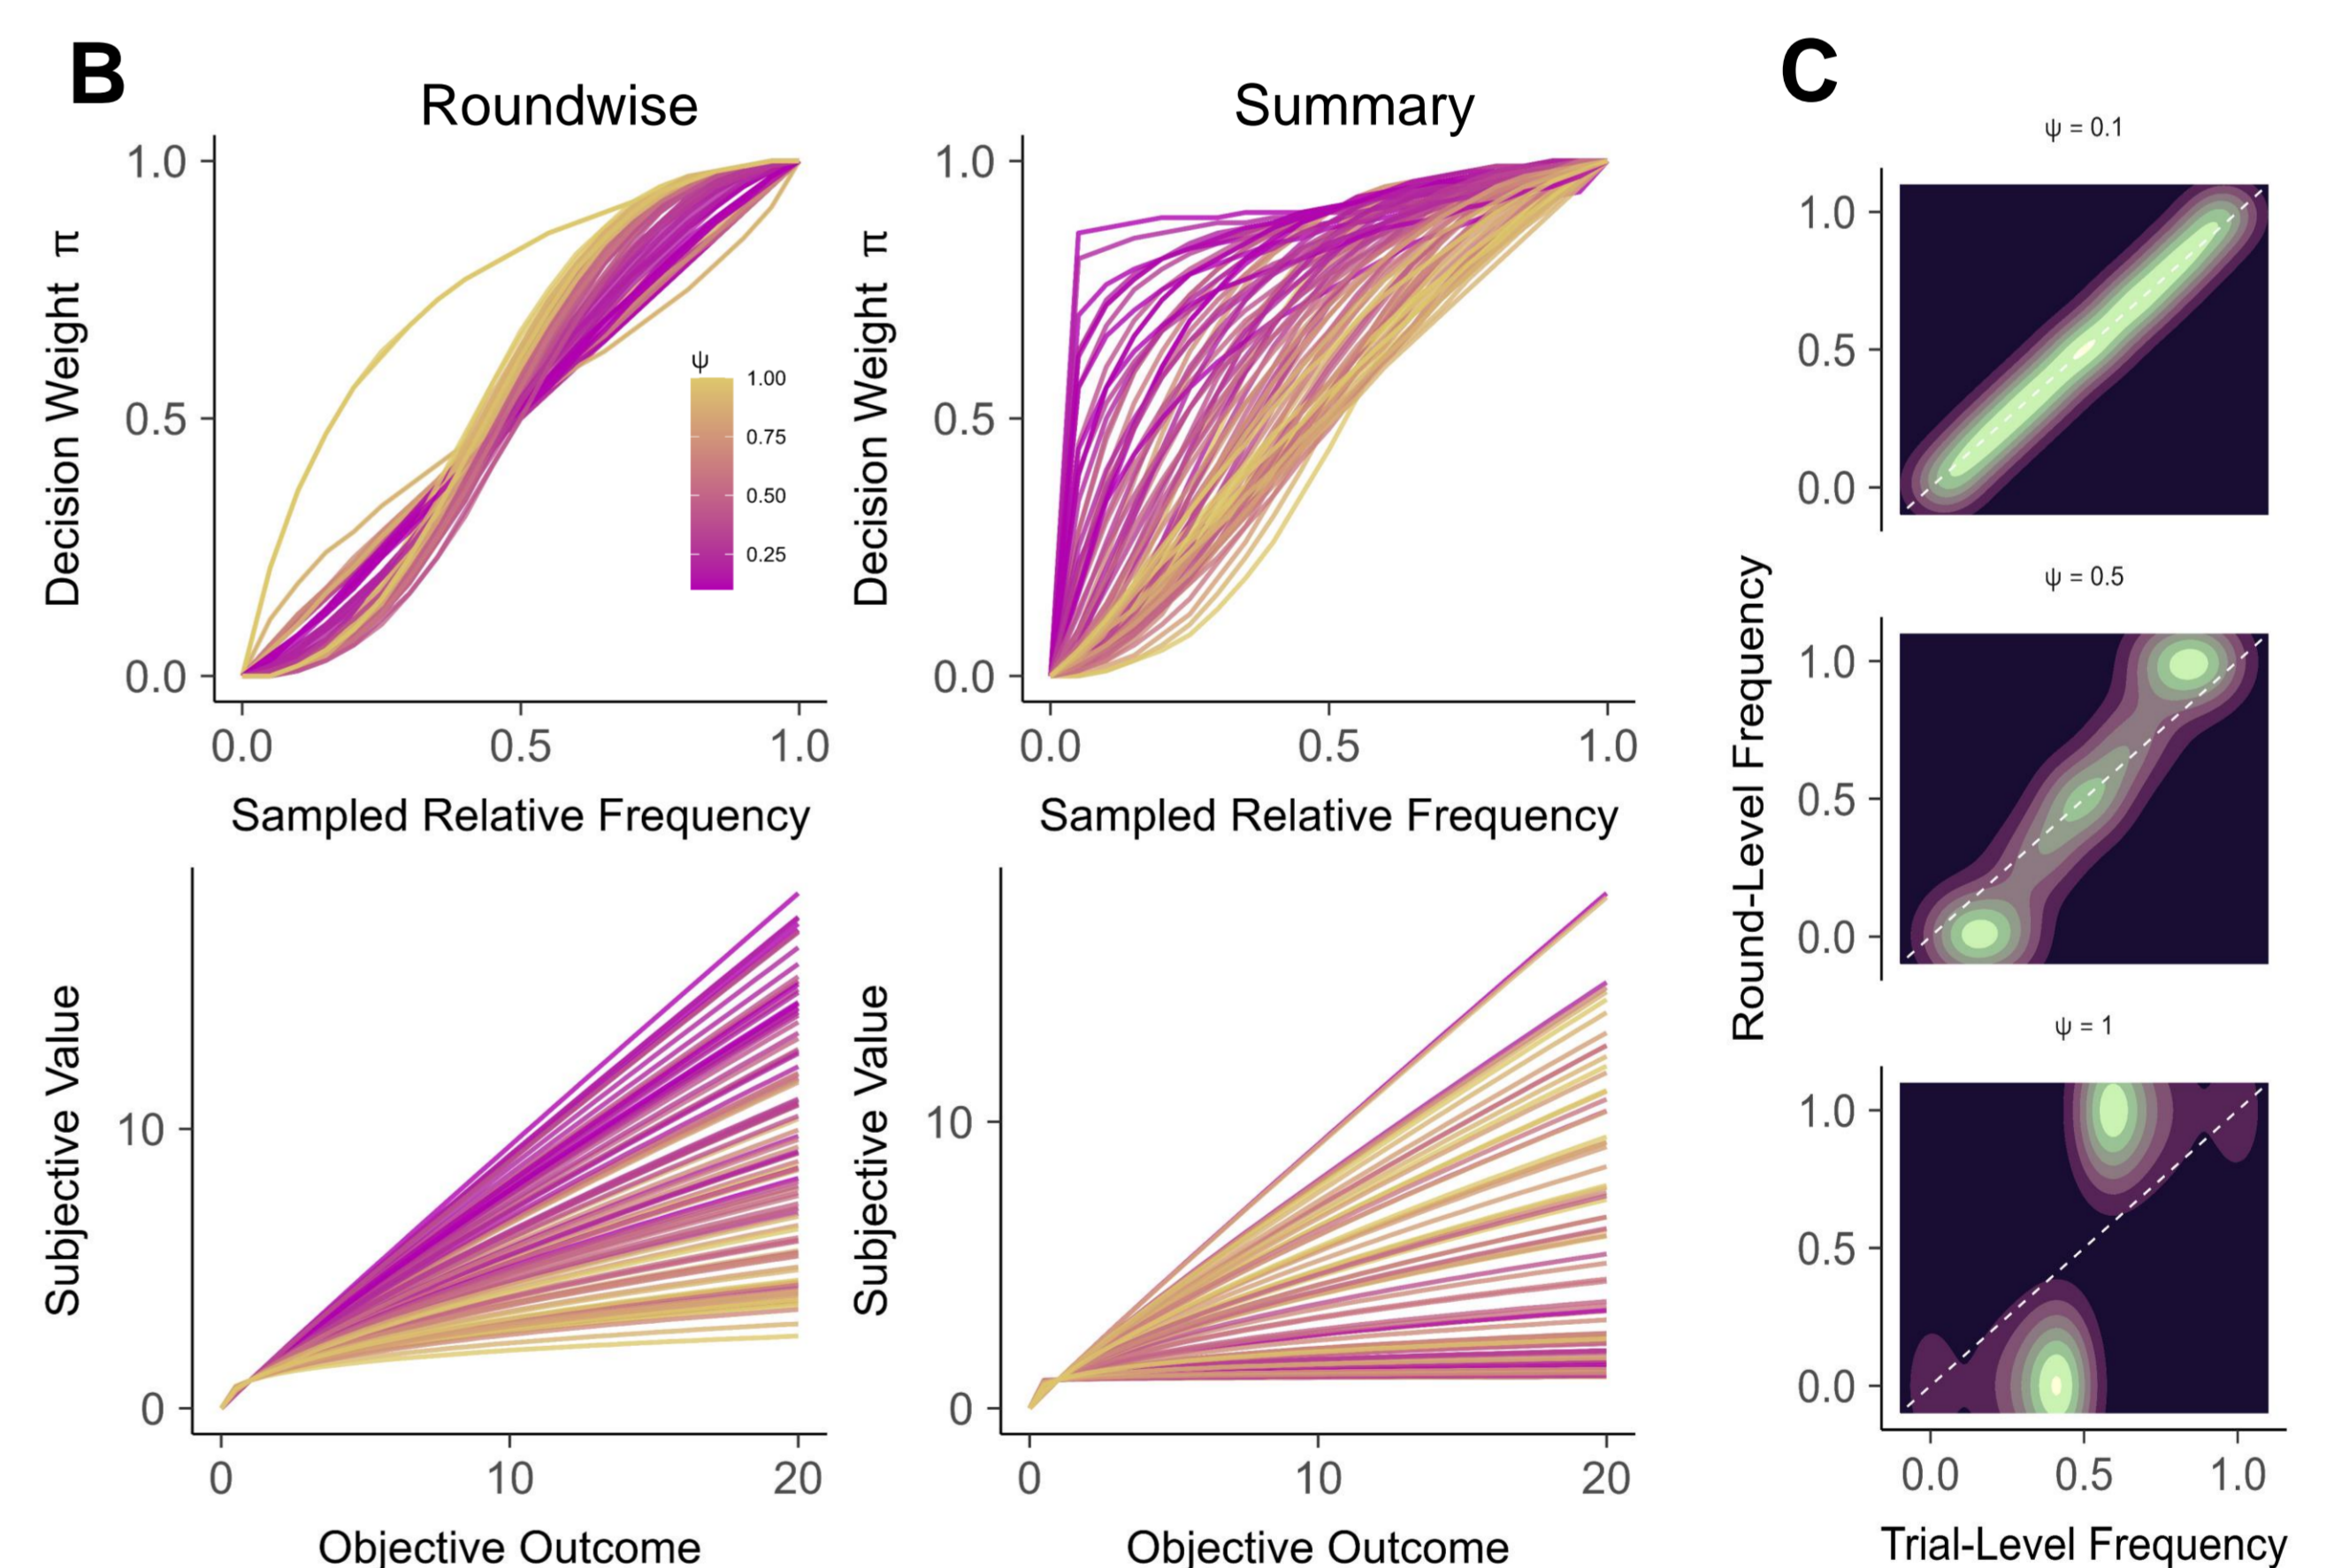 B
Roundwise
Decision Weight π
1.0
0.5
0.0
ψ
1.00
0.75
0.50
0.25
0.0 0.5 1.0
Sampled Relative Frequency
Summary
Decision Weight π
1.0
0.5
0.0
0.0 0.5 1.0
Sampled Relative Frequency
Subjective Value
10
0
0 10 20
Objective Outcome
Subjective Value
10
0
0 10 20
Objective Outcome
C
Round-Level Frequency
ψ = 0.1
1.0
0.5
0.0
ψ = 0.5
1.0
0.5
0.0
ψ = 1
1.0
0.5
0.0
0.0 0.5 1.0
Trial-Level Frequency